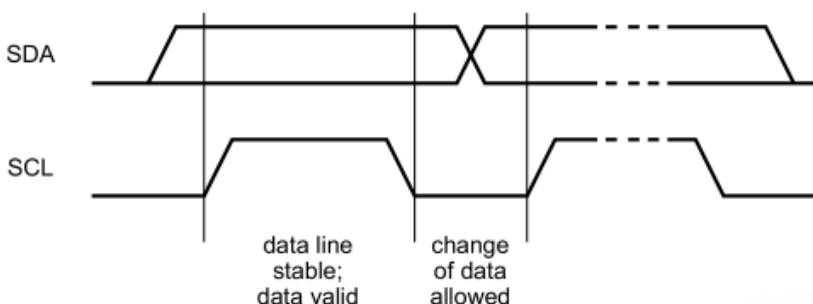 SDA
SCL
data line
stable;
data valid
change
of data
allowed